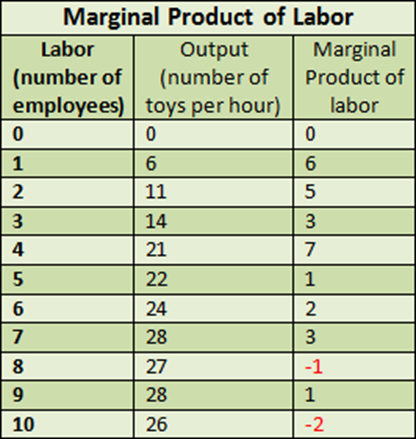 Marginal Product of Labor
Labor (number of employees) Output (number of toys per hour) Marginal Product of labor
0 0 0
1 6 6
2 11 5
3 14 3
4 21 7
5 22 1
6 24 2
7 28 3
8 27 -1
9 28 1
10 26 -2